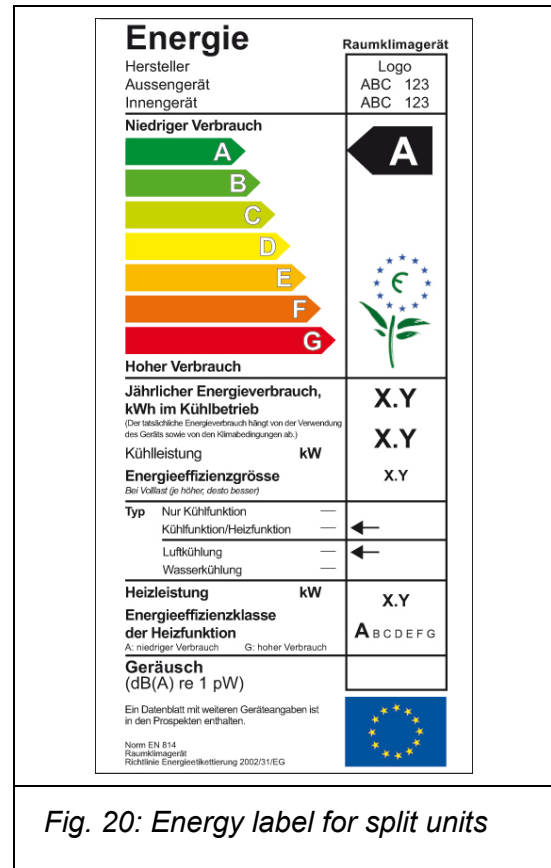 Energie
Raumklimagerät
Hersteller
Logo
Aussengerät
ABC 123
Innengerät
ABC 123
Niedriger Verbrauch
A
A
B
C
D
E
F
G
Hoher Verbrauch
Jährlicher Energieverbrauch,
kWh im Kühlbetrieb
X.Y
(Der tatsächliche Energieverbrauch hängt von der Verwendung
des Geräts sowie von den Klimabedingungen ab.)
Kühlleistung kW
X.Y
Energieeffizienzgrösse
X.Y
Bei Volllast (je höher, desto besser)
Typ Nur Kühlfunktion —
Kühlfunktion/Heizfunktion —
Luftkühlung —
Wasserkühlung —
Heizleistung kW
X.Y
Energieeffizienzklasse
der Heizfunktion
A B C D E F G
A: niedriger Verbrauch G: hoher Verbrauch
Geräusch
(dB(A) re 1 pW)
Ein Datenblatt mit weiteren Geräteangaben ist
in den Prospekten enthalten.
Norm EN 814
Raumklimagerät
Richtlinie Energieetikettierung 2002/31/EG
Fig. 20: Energy label for split units